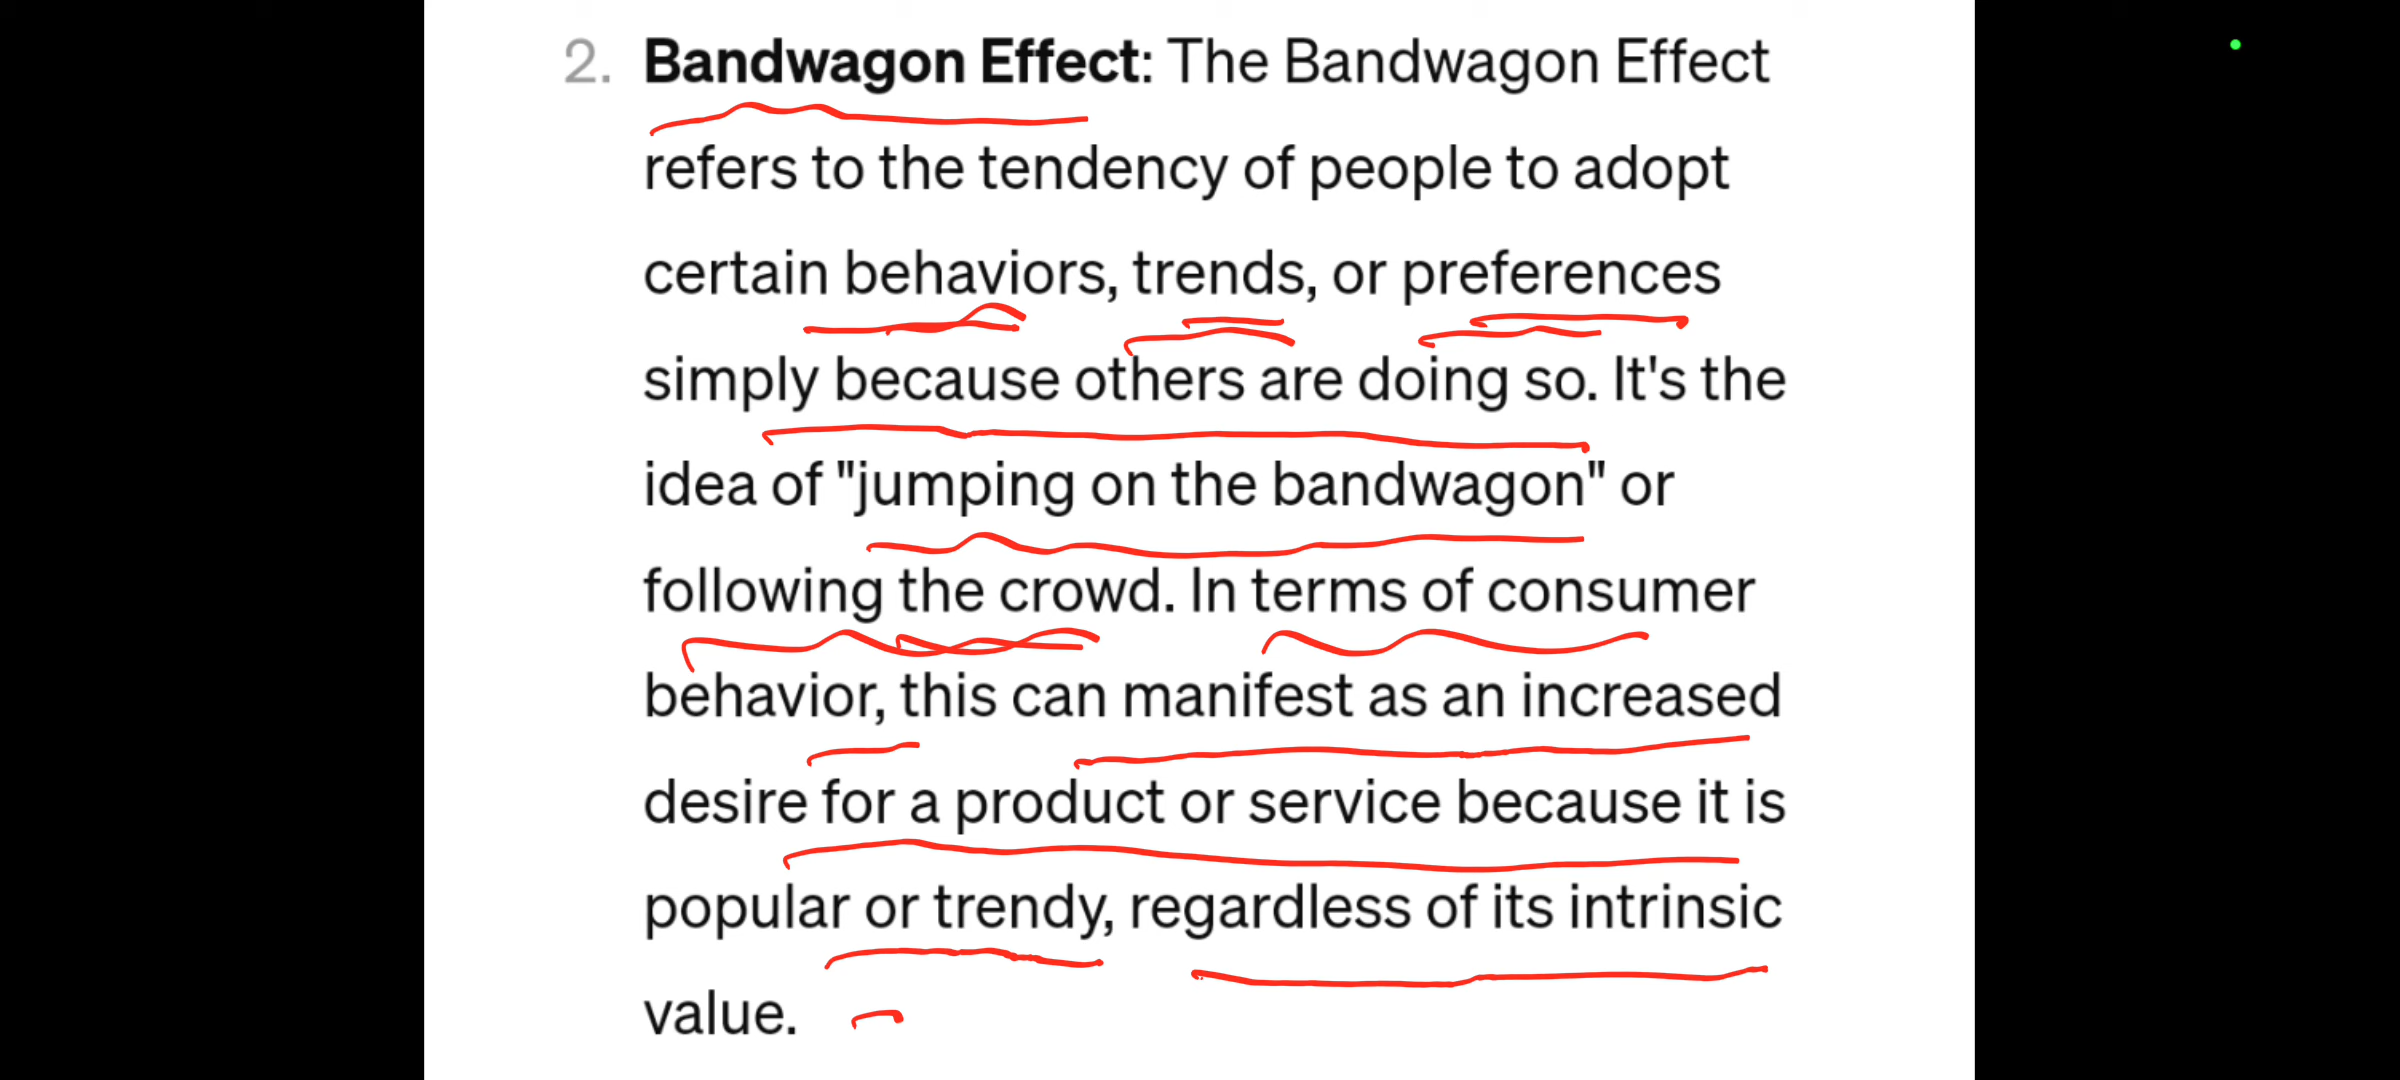 2. Bandwagon Effect: The Bandwagon Effect
refers to the tendency of people to adopt
certain behaviors, trends, or preferences
simply because others are doing so. It's the
idea of "jumping on the bandwagon" or
following the crowd. In terms of consumer
behavior, this can manifest as an increased
desire for a product or service because it is
popular or trendy, regardless of its intrinsic
value.